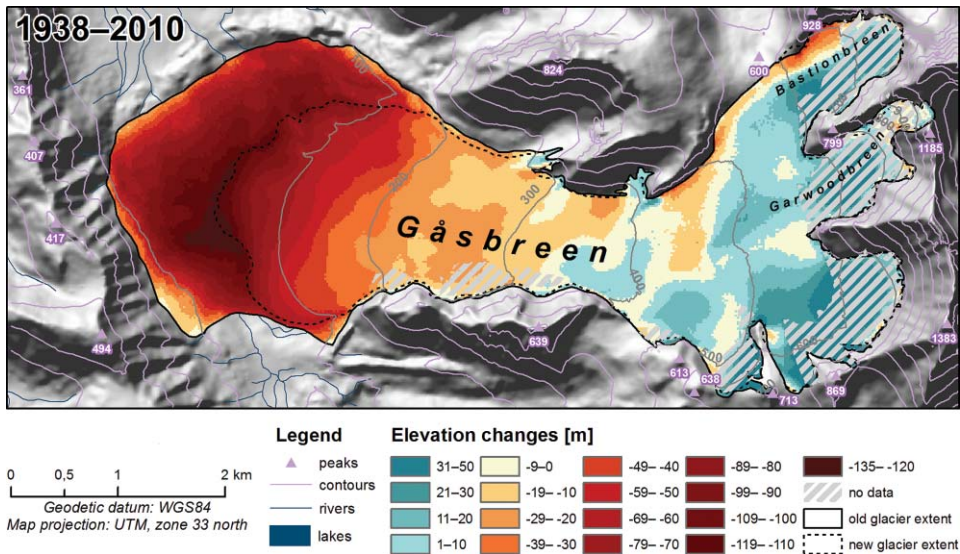 1938–2010
928
361
824
600
Bastionbreen
407
799
1185
400
Garwoodbreen
417
300
Gåsbreen
400
494
639
500
613
638
713
869
1383
Legend
peaks
contours
rivers
lakes
0 0,5 1 2 km
Geodetic datum: WGS84
Map projection: UTM, zone 33 north
Elevation changes [m]
31–50 -9–0 -49– -40 -89– -80 -135– -120
21–30 -19– -10 -59– -50 -99– -90 no data
11–20 -29– -20 -69– -60 -109– -100 old glacier extent
1–10 -39– -30 -79– -70 -119– -110 new glacier extent